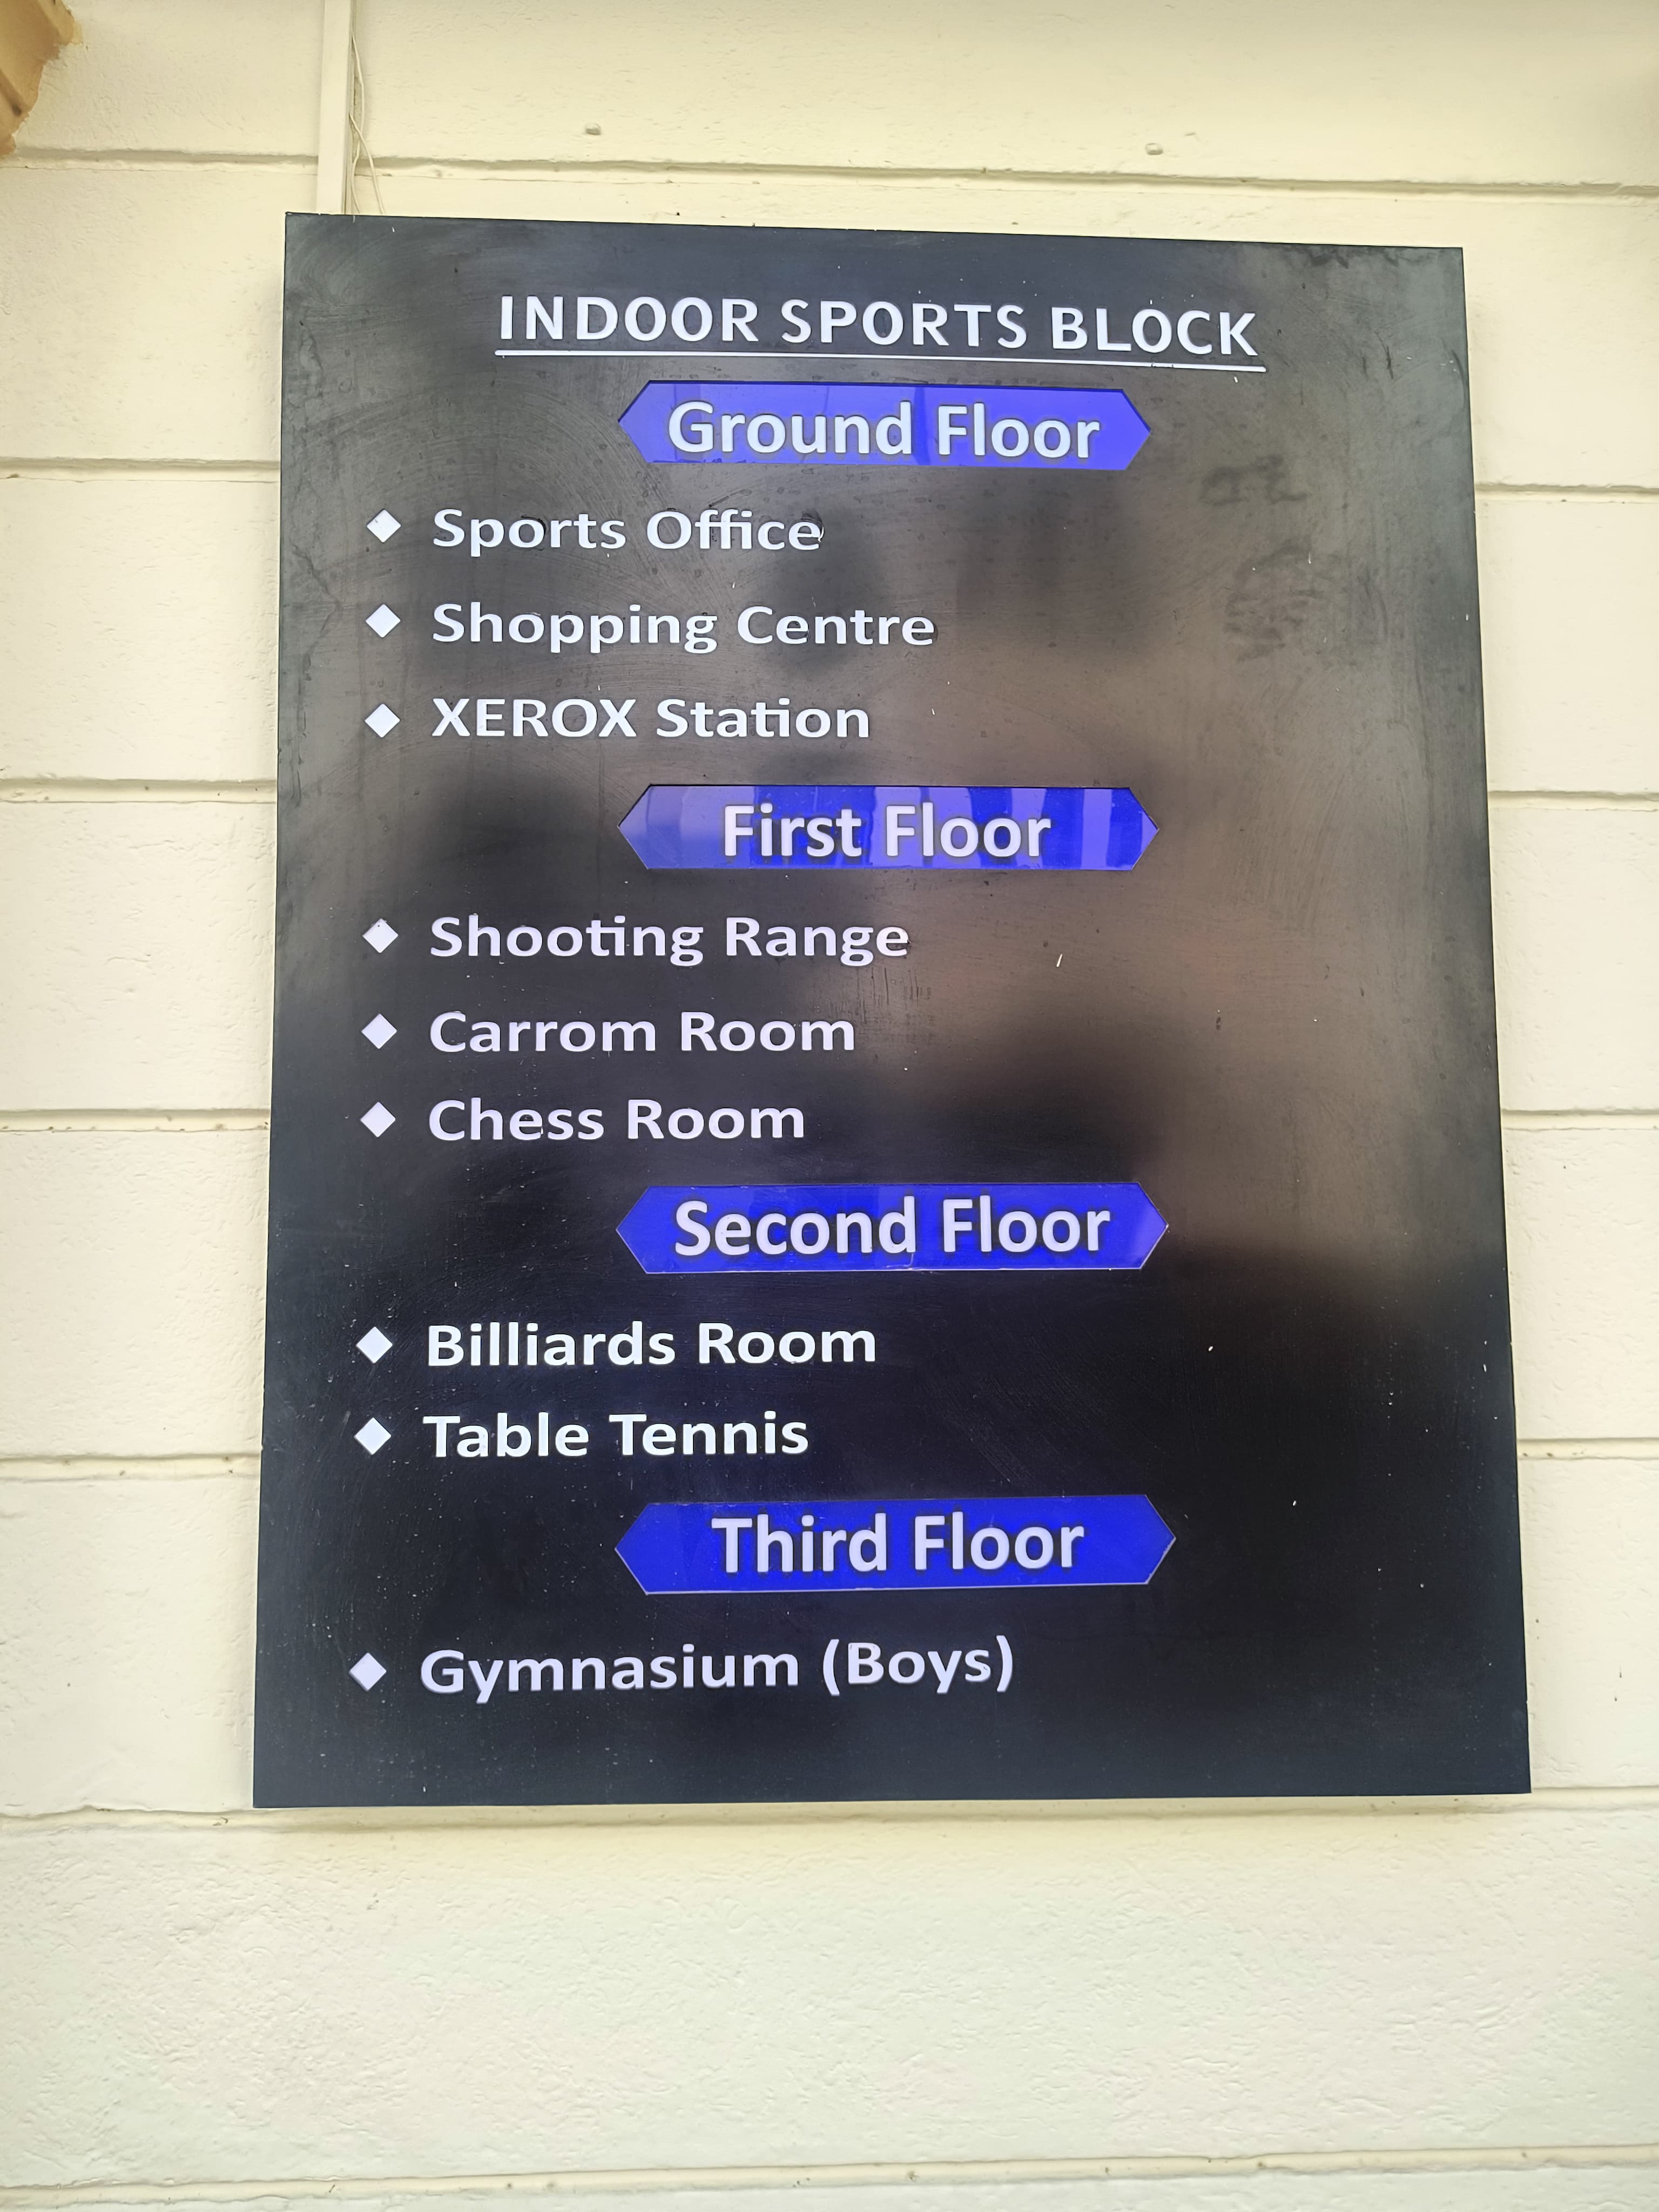 INDOOR SPORTS BLOCK
Ground Floor
Sports Office
Shopping Centre
XEROX Station
First Floor
Shooting Range
Carrom Room
Chess Room
Second Floor
Billiards Room
Table Tennis
Third Floor
Gymnasium (Boys)